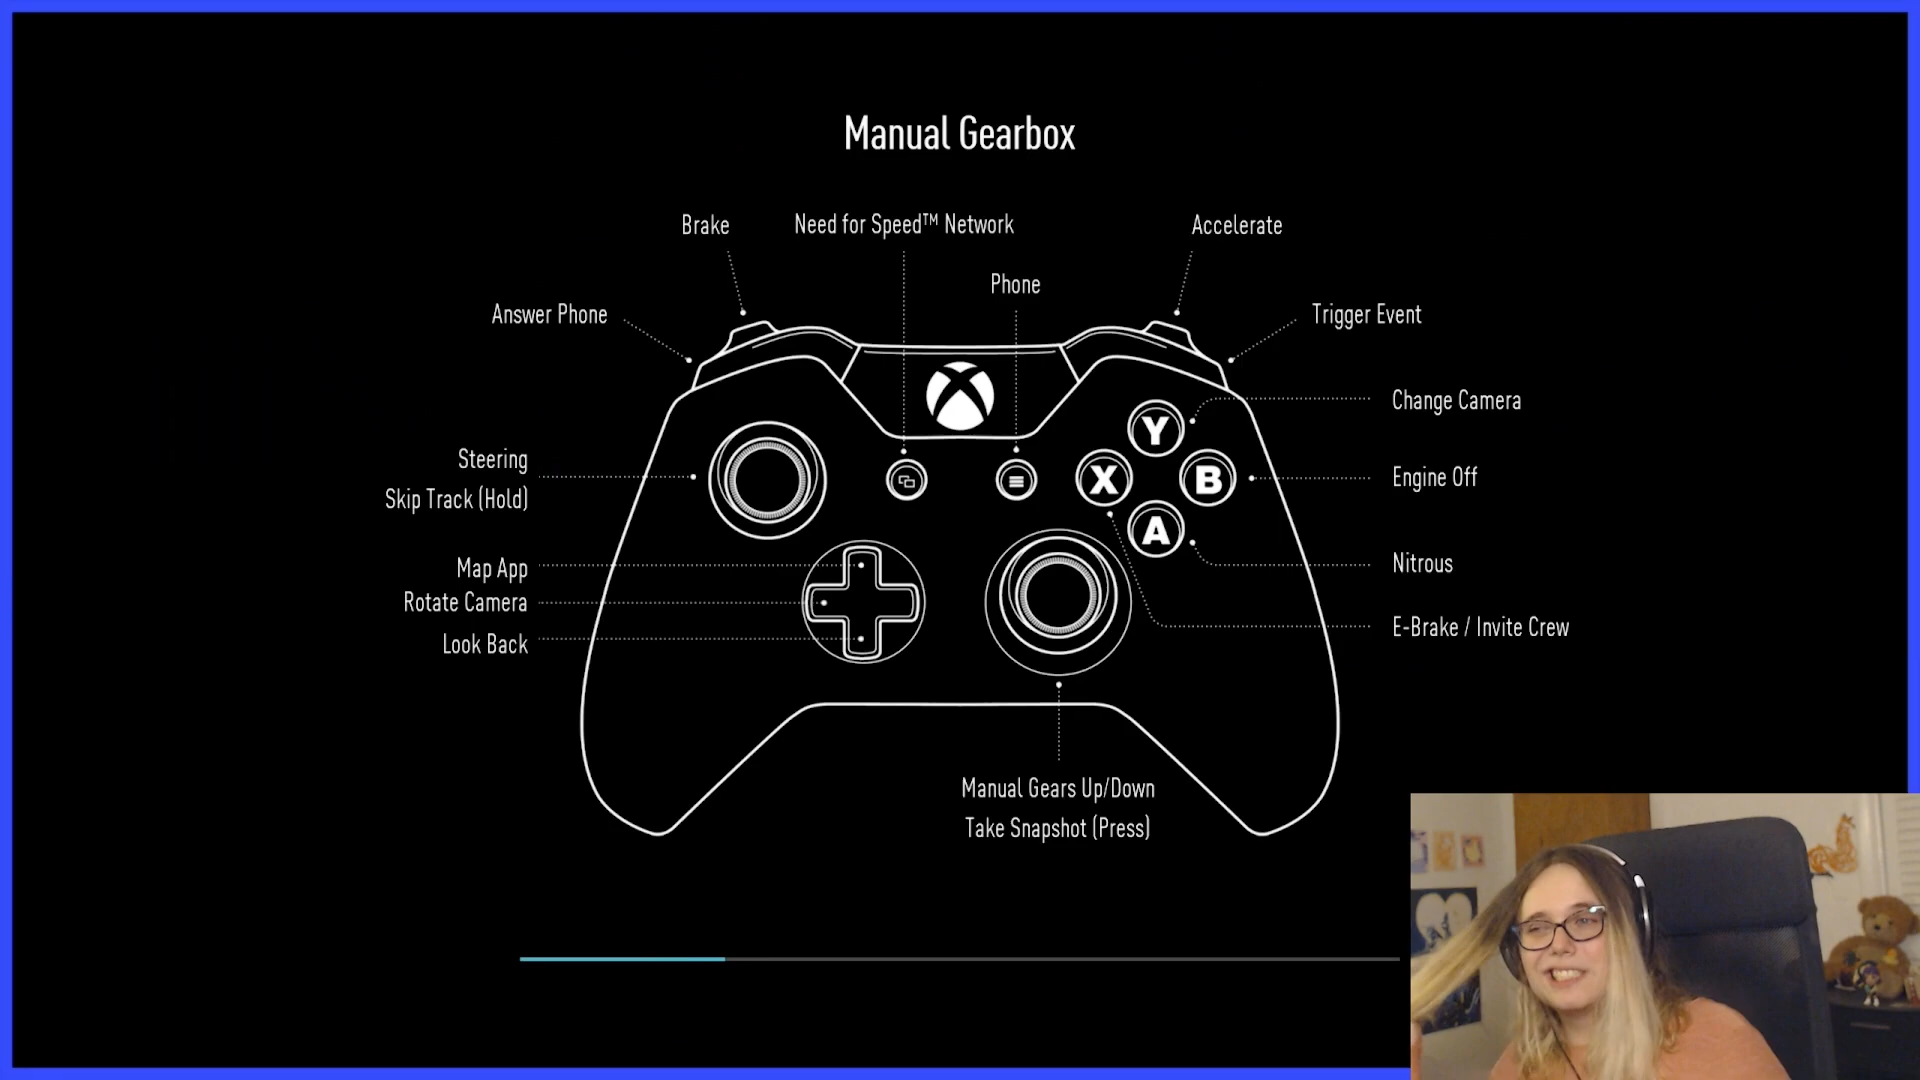 Manual Gearbox
Brake
Need for Speed™ Network
Accelerate
Phone
Answer Phone
Trigger Event
Change Camera
Y
Steering
Skip Track (Hold)
X
B
Engine Off
A
Nitrous
Map App
Rotate Camera
Look Back
E-Brake / Invite Crew
Manual Gears Up/Down
Take Snapshot (Press)